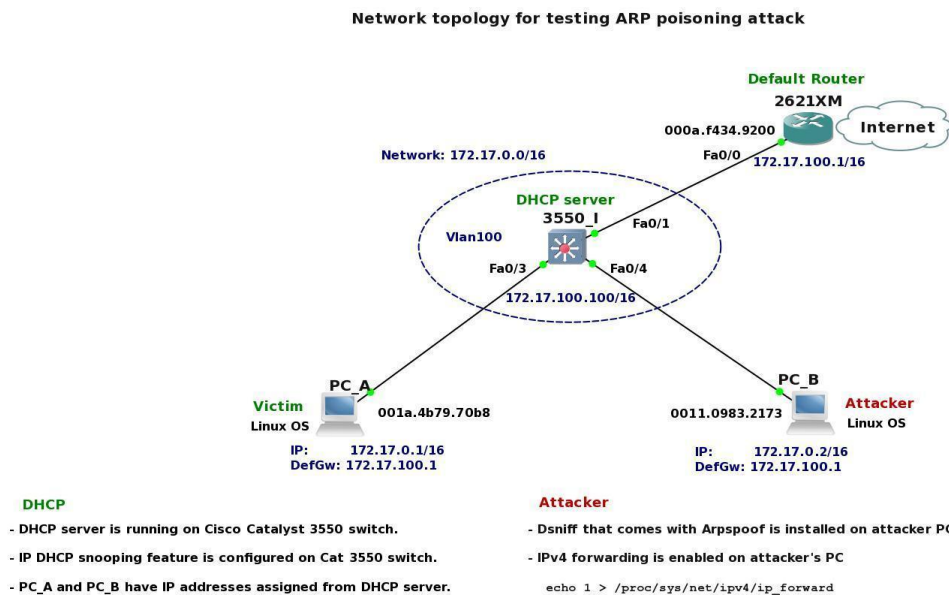 Network topology for testing ARP poisoning attack
Default Router
2621XM
000a.f434.9200
Internet
Fa0/0
172.17.100.1/16
Network: 172.17.0.0/16
DHCP server
3550_I
Fa0/1
Vlan100
Fa0/3
Fa0/4
172.17.100.100/16
PC_A
Victim
Linux OS
001a.4b79.70b8
IP: 172.17.0.1/16
DefGw: 172.17.100.1
PC_B
0011.0983.2173
Attacker
Linux OS
IP: 172.17.0.2/16
DefGw: 172.17.100.1
DHCP
- DHCP server is running on Cisco Catalyst 3550 switch.
- IP DHCP snooping feature is configured on Cat 3550 switch.
- PC_A and PC_B have IP addresses assigned from DHCP server.
Attacker
- Dsniff that comes with Arpspoof is installed on attacker PC
- IPv4 forwarding is enabled on attacker's PC
echo 1 > /proc/sys/net/ipv4/ip_forward